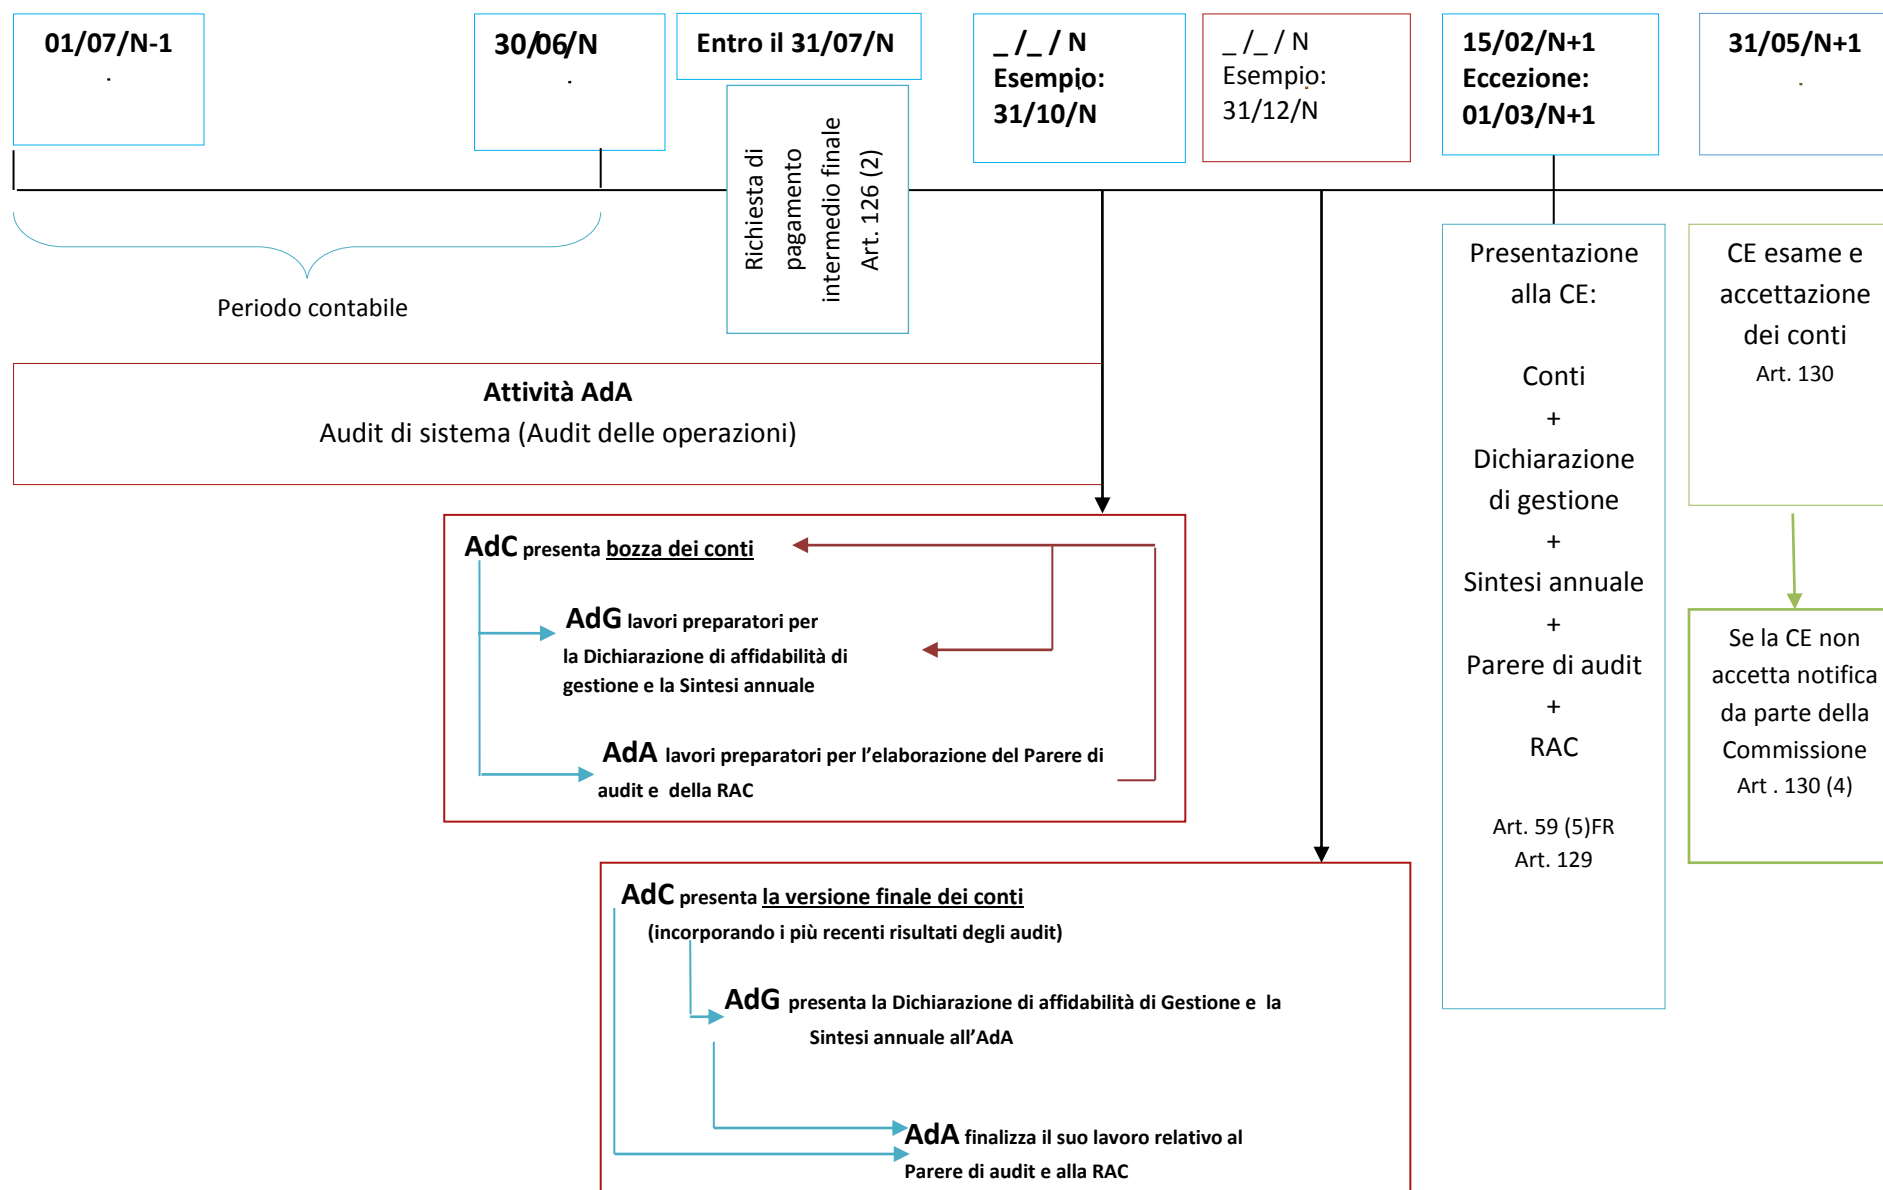 01/07/N-1
.
30/06/N
.
Entro il 31/07/N
_ /_ / N
Esempio:
31/10/N
_ /_ / N
Esempio:
31/12/N
15/02/N+1
Eccezione:
01/03/N+1
31/05/N+1
.
Richiesta di
pagamento
intermedio finale
Art. 126 (2)
Periodo contabile
Attività AdA
Audit di sistema (Audit delle operazioni)
AdC presenta bozza dei conti
AdG lavori preparatori per
la Dichiarazione di affidabilità di
gestione e la Sintesi annuale
AdA lavori preparatori per l’elaborazione del Parere di
audit e della RAC
AdC presenta la versione finale dei conti
(incorporando i più recenti risultati degli audit)
AdG presenta la Dichiarazione di affidabilità di Gestione e la
Sintesi annuale all’AdA
AdA finalizza il suo lavoro relativo al
Parere di audit e alla RAC
Presentazione
alla CE:
Conti
+
Dichiarazione
di gestione
+
Sintesi annuale
+
Parere di audit
+
RAC
Art. 59 (5)FR
Art. 129
CE esame e
accettazione
dei conti
Art. 130
Se la CE non
accetta notifica
da parte della
Commissione
Art . 130 (4)